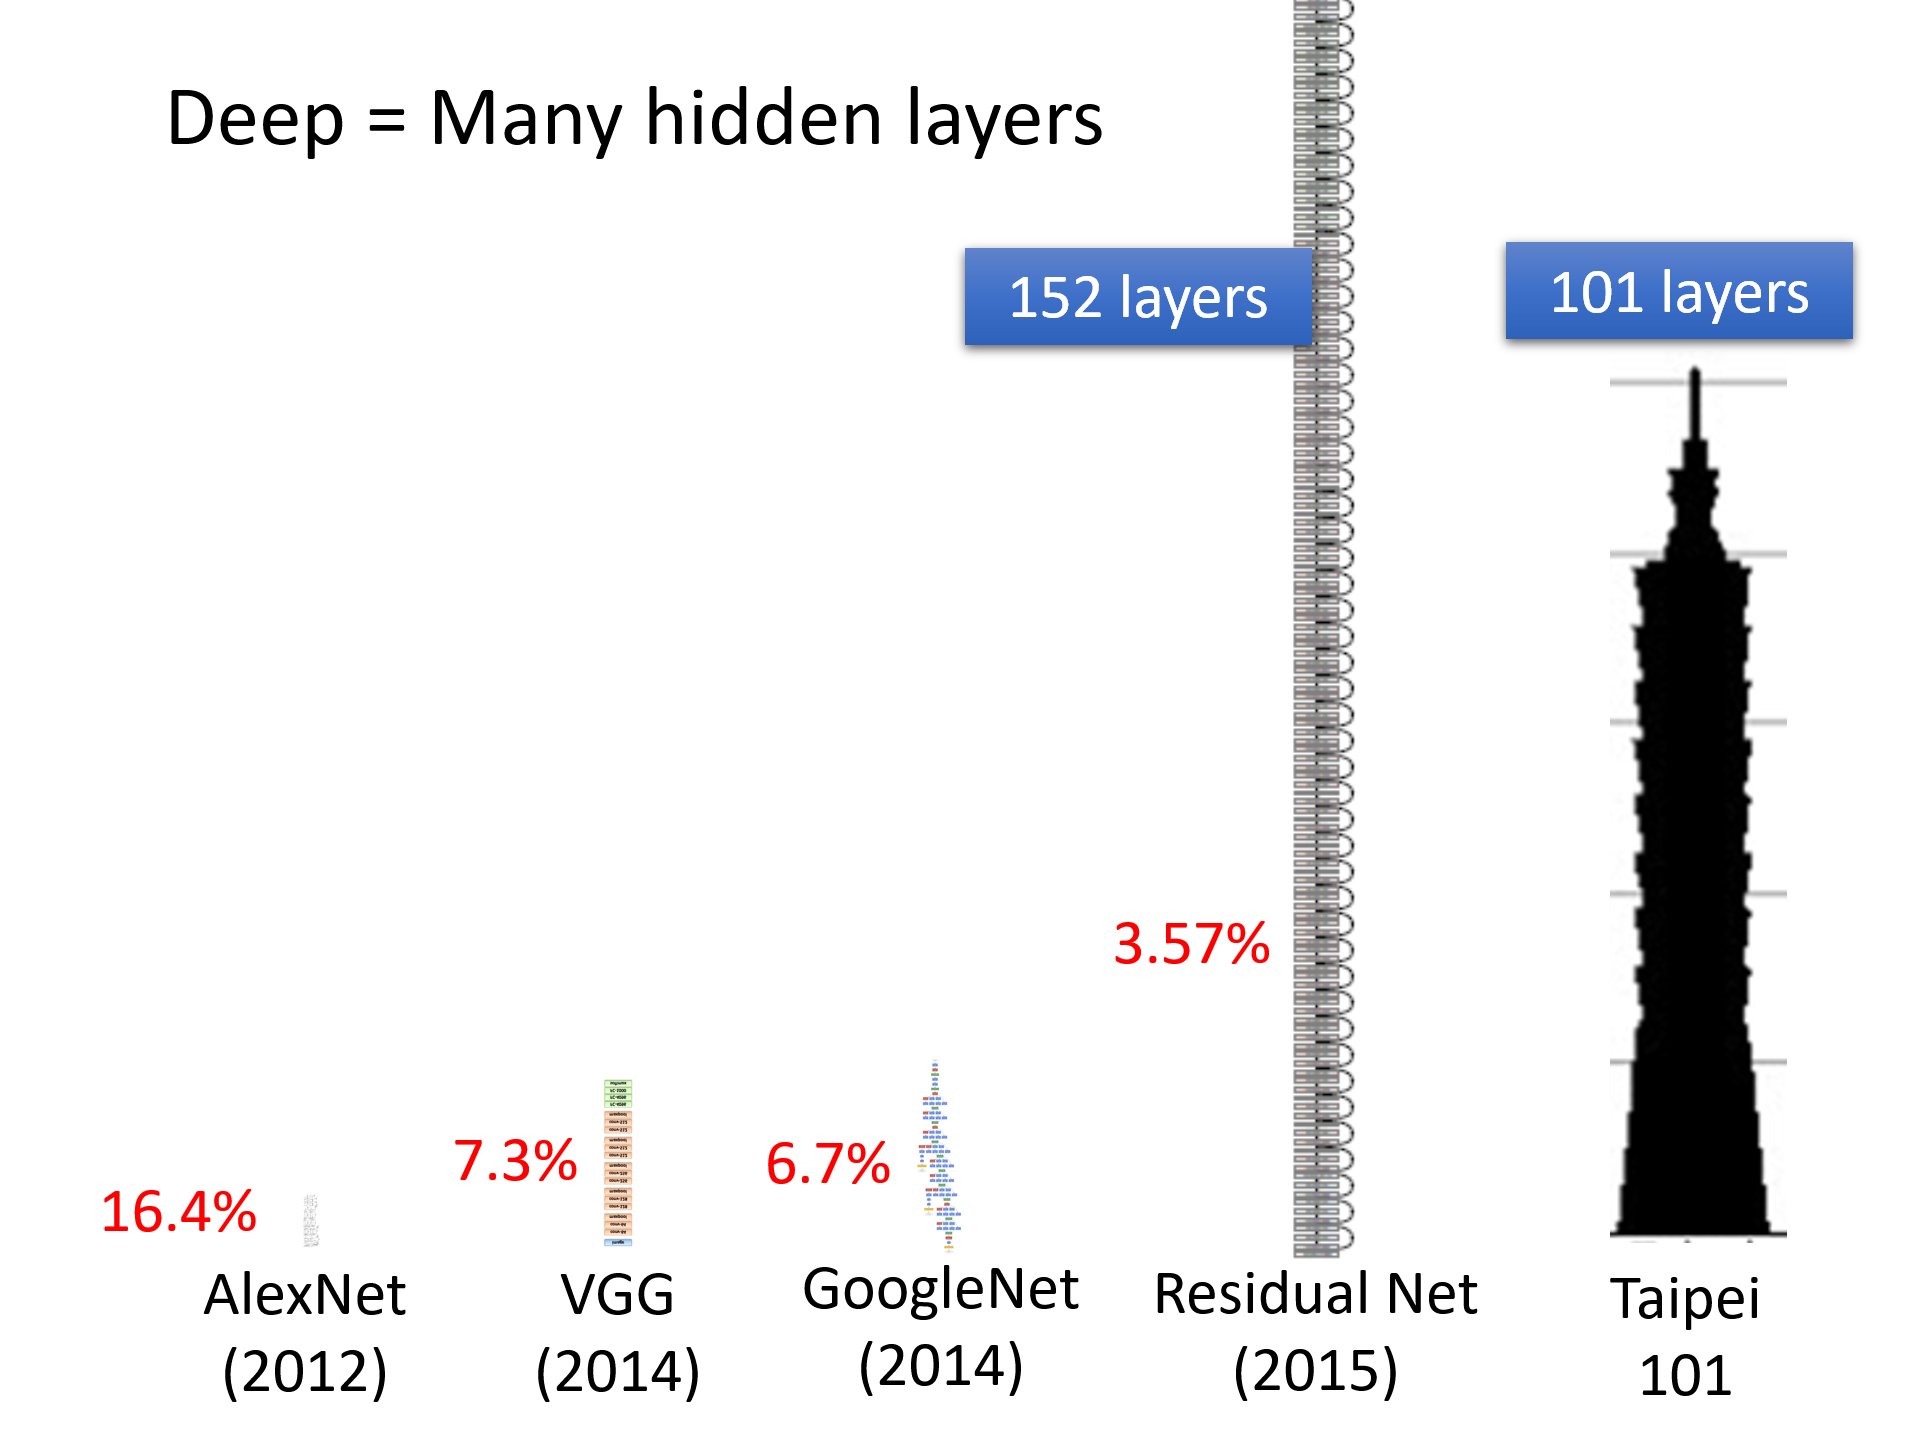 Deep = Many hidden layers
152 layers
101 layers
3.57%
7.3%
6.7%
16.4%
AlexNet
(2012)
VGG
(2014)
GoogleNet
(2014)
Residual Net
(2015)
Taipei
101